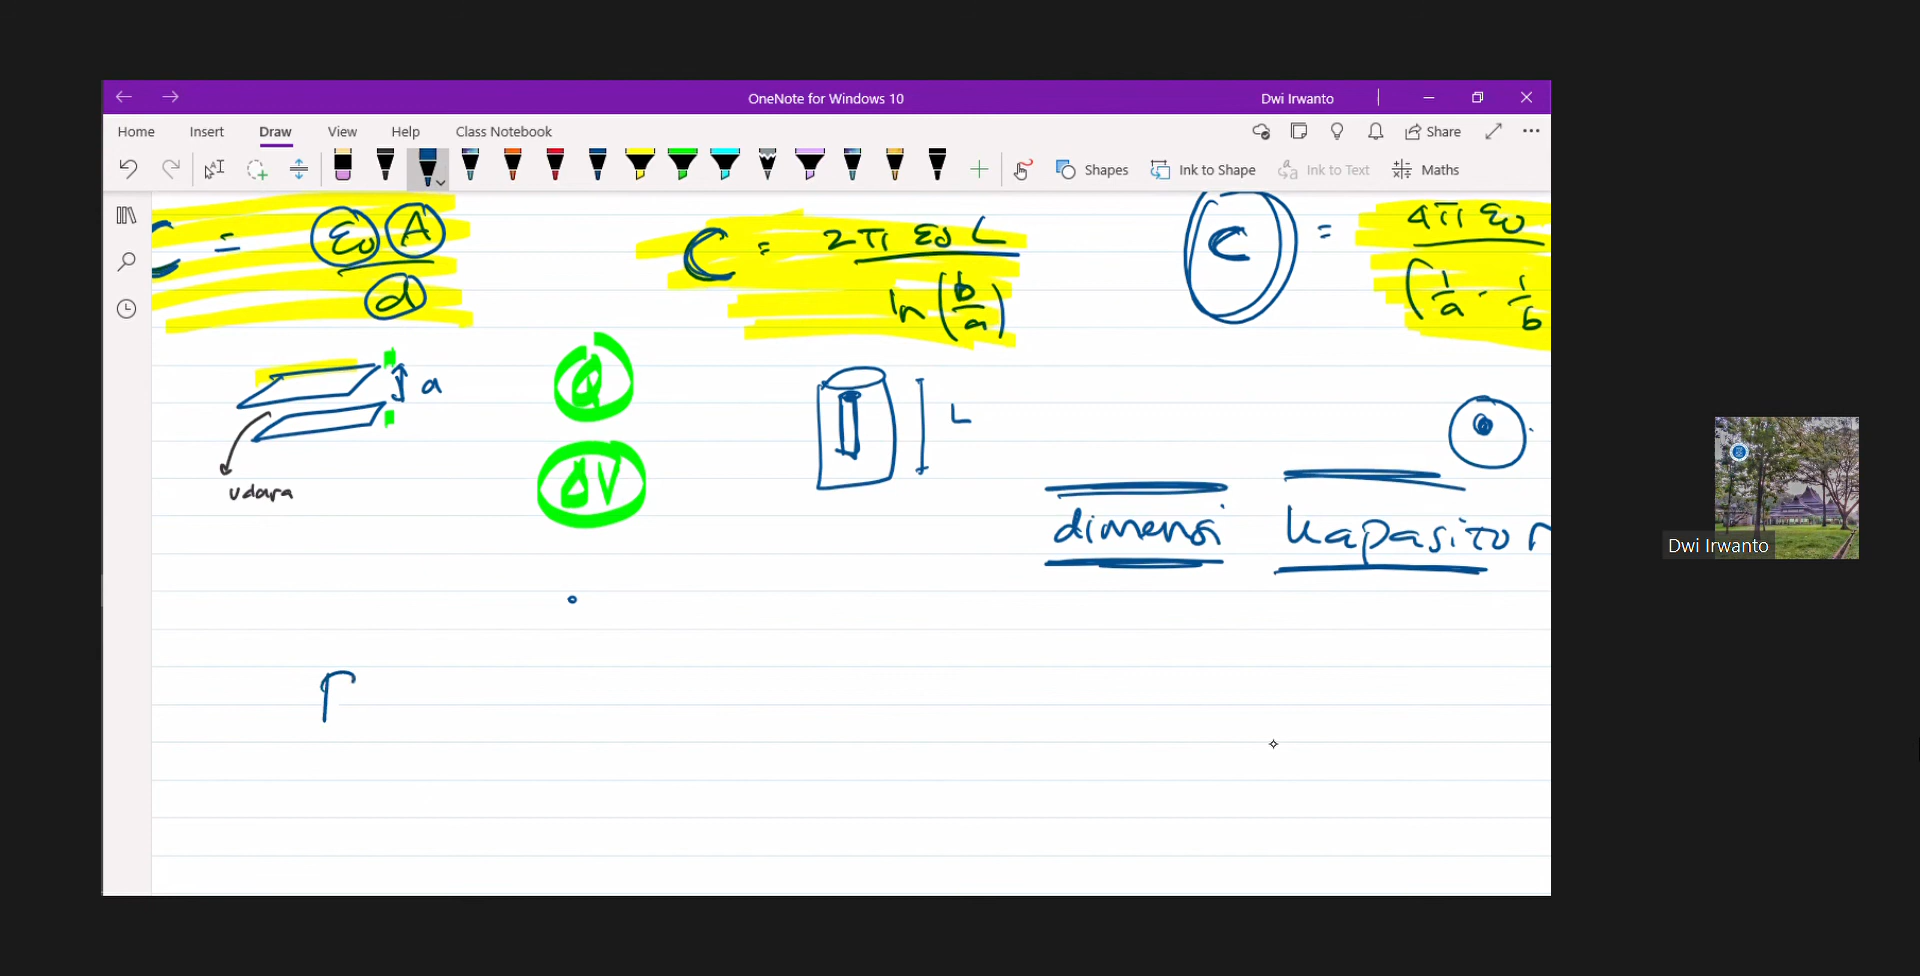 OneNote for Windows 10
Dwi Irwanto
Home Insert Draw View Help Class Notebook
Share
Shapes Ink to Shape Ink to Text Maths
C = ε₀ A / d
C = 2π ε₀ L / ln (b/a)
C = 4π ε₀ / (1/a - 1/b
d
udara
Q
ΔV
L
dimensi kapasitor
Dwi Irwanto